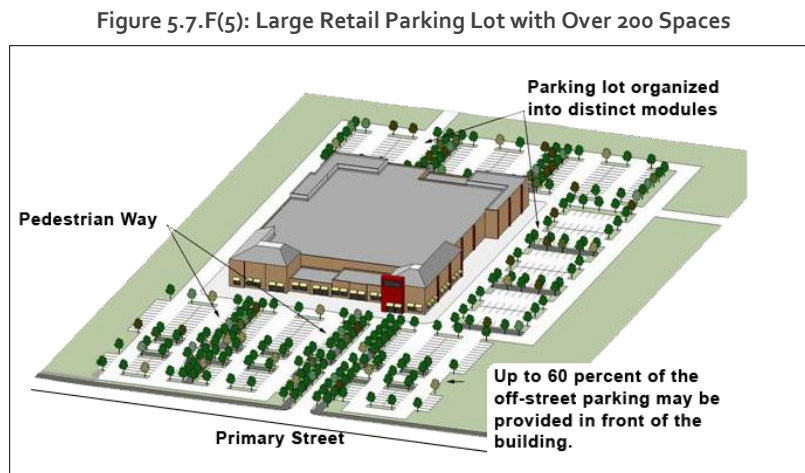 Figure 5.7.F(5): Large Retail Parking Lot with Over 200 Spaces
Parking lot organized
into distinct modules
Pedestrian Way
Up to 60 percent of the
off-street parking may be
provided in front of the
building.
Primary Street